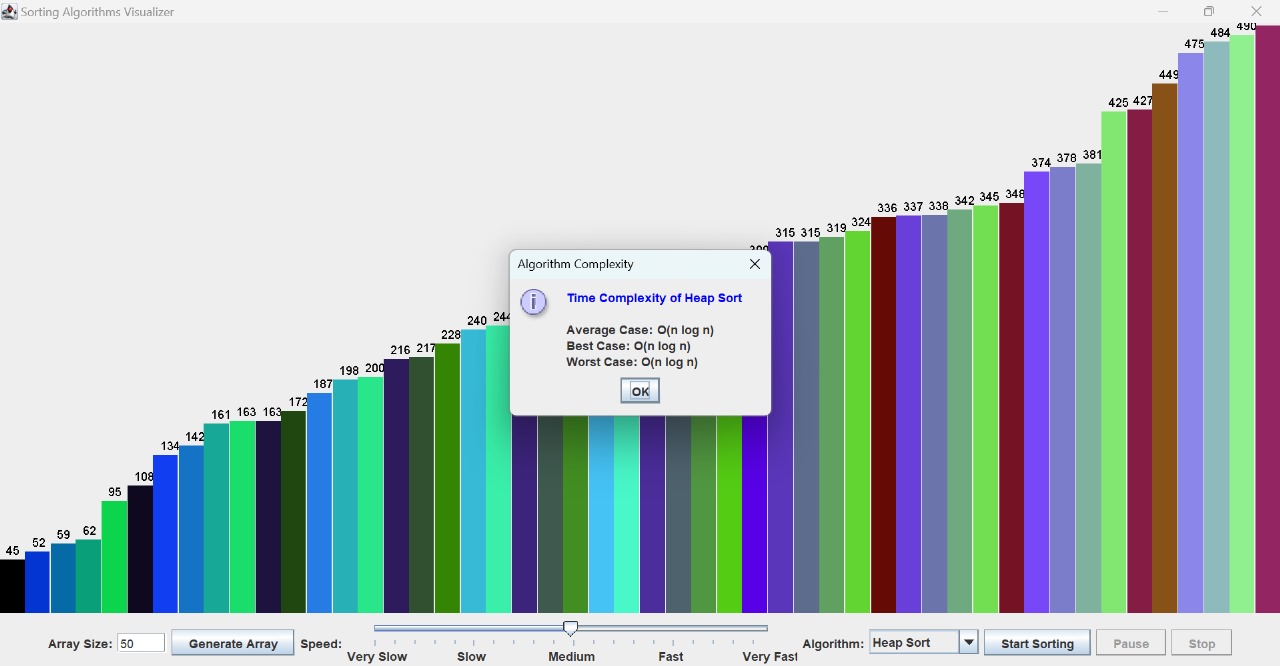 Sorting Algorithms Visualizer
490
484
475
449
425 427
374 378 381
336 337 338 342 345 348
315 315 319 324
240 244
216 217 228
187 198 200
161 163 163 172
134 142
95 108
45 52 59 62
Algorithm Complexity
Time Complexity of Heap Sort
Average Case: O(n log n)
Best Case: O(n log n)
Worst Case: O(n log n)
OK
Array Size: 50 Generate Array Speed: Algorithm: Heap Sort Start Sorting Pause Stop
Very Slow Slow Medium Fast Very Fast